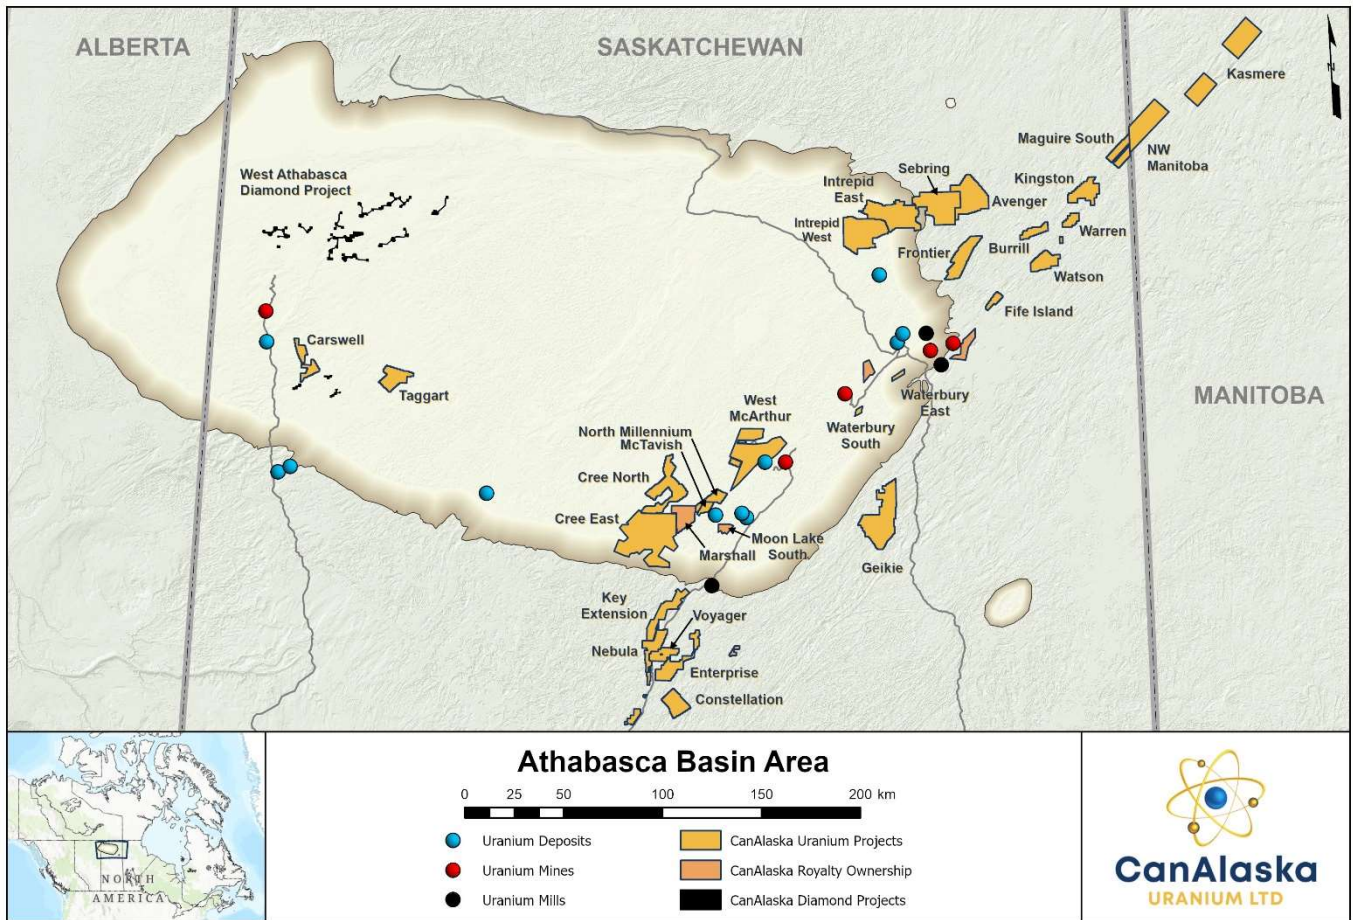 ALBERTA
SASKATCHEWAN
Kasmere
Maguire South
NW
Manitoba
Sebring
Kingston
West Athabasca
Diamond Project
Intrepid
East
Avenger
Intrepid
West
Warren
Frontier
Burrill
Watson
Fife Island
Carswell
Taggart
Waterbury
East
MANITOBA
West
McArthur
Waterbury
South
North Millennium
McTavish
Cree North
Cree East
Moon Lake
South
Marshall
Geikie
Key
Extension
Voyager
Nebula
Enterprise
Constellation
NORTH
AMERICA
Athabasca Basin Area
0 25 50 100 150 200 km
Uranium Deposits
Uranium Mines
Uranium Mills
CanAlaska Uranium Projects
CanAlaska Royalty Ownership
CanAlaska Diamond Projects
CanAlaska
URANIUM LTD